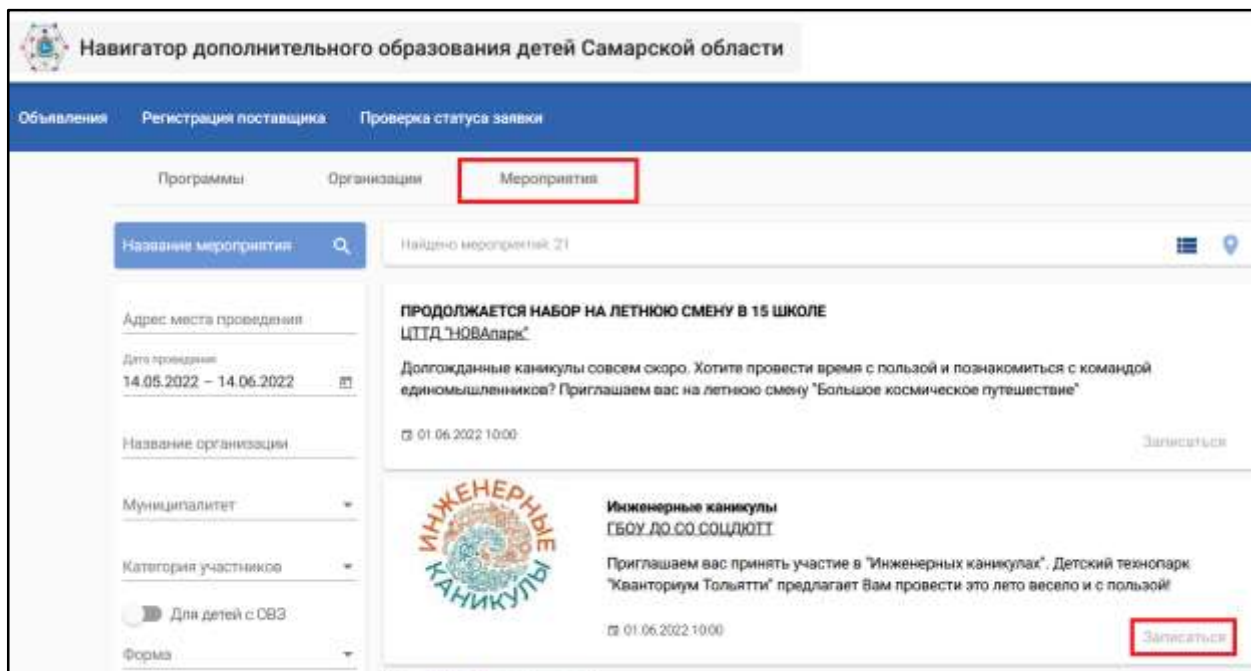 Навигатор дополнительного образования детей Самарской области
Объявления Регистрация поставщика Проверка статуса заявки
Программы Организации Мероприятия
Название мероприятия
Найдено мероприятий: 21
Адрес места проведения
Дата проведения
14.05.2022 – 14.06.2022
Название организации
Муниципалитет
Категория участников
Для детей с ОВЗ
Форма
ПРОДОЛЖАЕТСЯ НАБОР НА ЛЕТНЮЮ СМЕНУ В 15 ШКОЛЕ
ЦТТД "НОВАпарк"
Долгожданные каникулы совсем скоро. Хотите провести время с пользой и познакомиться с командой
единомышленников? Приглашаем вас на летнюю смену "Большое космическое путешествие"
01.06.2022 10:00
Записаться
ИНЖЕНЕРНЫЕ
КАНИКУЛЫ
Инженерные каникулы
ГБОУ ДО СО СОЦДЮТТ
Приглашаем вас принять участие в "Инженерных каникулах". Детский технопарк
"Кванториум Тольятти" предлагает Вам провести это лето весело и с пользой!
01.06.2022 10:00
Записаться